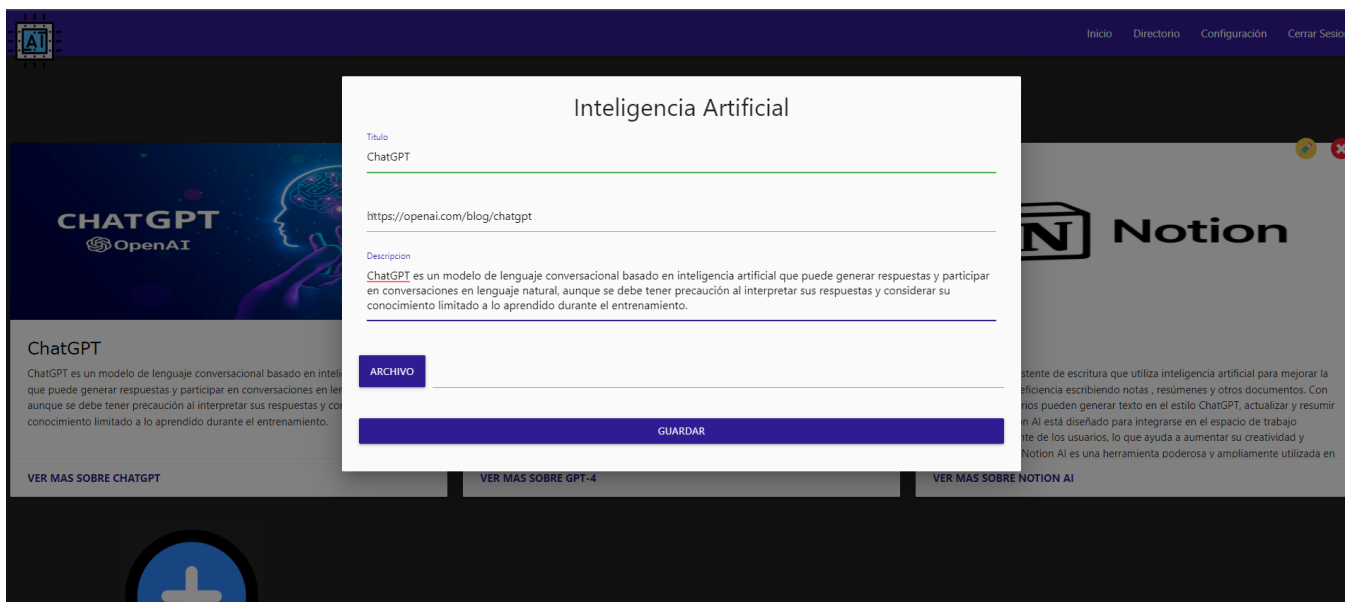 AI
Inicio Directorio Configuración Cerrar Sesio
Inteligencia Artificial
Titulo
ChatGPT
https://openai.com/blog/chatgpt
Descripcion
ChatGPT es un modelo de lenguaje conversacional basado en inteligencia artificial que puede generar respuestas y participar
en conversaciones en lenguaje natural, aunque se debe tener precaución al interpretar sus respuestas y considerar su
conocimiento limitado a lo aprendido durante el entrenamiento.
ARCHIVO
GUARDAR
CHATGPT
OpenAI
ChatGPT
ChatGPT es un modelo de lenguaje conversacional basado en inteli
que puede generar respuestas y participar en conversaciones en len
aunque se debe tener precaución al interpretar sus respuestas y con
conocimiento limitado a lo aprendido durante el entrenamiento.
VER MAS SOBRE CHATGPT
VER MAS SOBRE GPT-4
N Notion
stente de escritura que utiliza inteligencia artificial para mejorar la
eficiencia escribiendo notas , resúmenes y otros documentos. Con
rios pueden generar texto en el estilo ChatGPT, actualizar y resumir
n AI está diseñado para integrarse en el espacio de trabajo
nte de los usuarios, lo que ayuda a aumentar su creatividad y
Notion AI es una herramienta poderosa y ampliamente utilizada en
VER MAS SOBRE NOTION AI